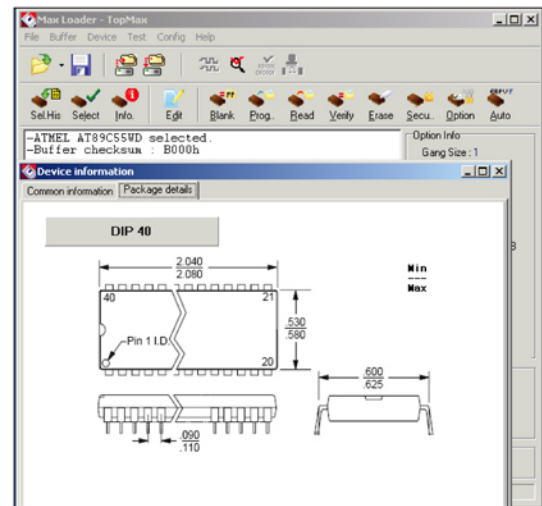 Max Loader - TopMax
File Buffer Device Test Config Help
Sel.His Select Info. Edit Blank Prog.. Read Verify Erase Secu.. Option Auto
-ATMEL AT89C55WD selected.
-Buffer checksum : B000h
Option Info
Gang Size : 1
Device information
Common information Package details
DIP 40
2.040
2.080
Min
Max
40 21
.530
.580
Pin 1 I.D.
20
.600
.625
.090
.110